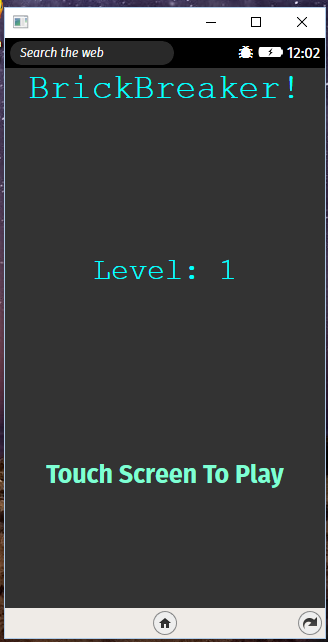 Search the web
12:02
BrickBreaker!
Level: 1
Touch Screen To Play